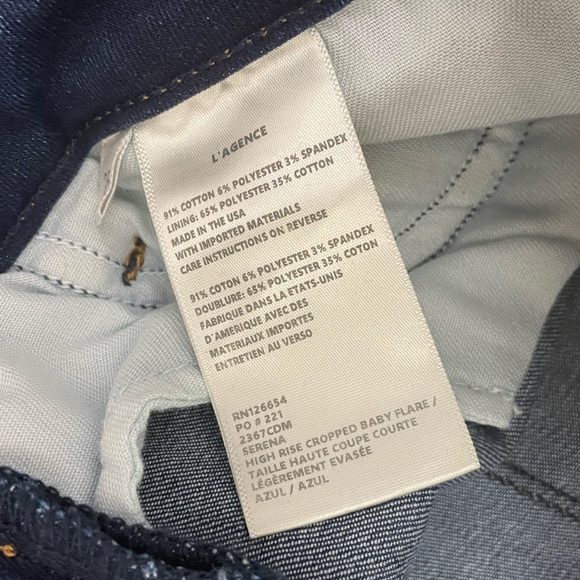 L'AGENCE
91% COTTON 6% POLYESTER 3% SPANDEX
LINING: 65% POLYESTER 35% COTTON
MADE IN THE USA
WITH IMPORTED MATERIALS
CARE INSTRUCTIONS ON REVERSE
91% COTON 6% POLYESTER 3% SPANDEX
DOUBLURE: 65% POLYESTER 35% COTON
FABRIQUE DANS LA ETATS-UNIS
D'AMERIQUE AVEC DES
MATERIAUX IMPORTES
ENTRETIEN AU VERSO
RN126654
PO # 221
2367CDM
SERENA
HIGH RISE CROPPED BABY FLARE /
TAILLE HAUTE COUPE COURTE
LÉGÈREMENT EVASÉE
AZUL / AZUL